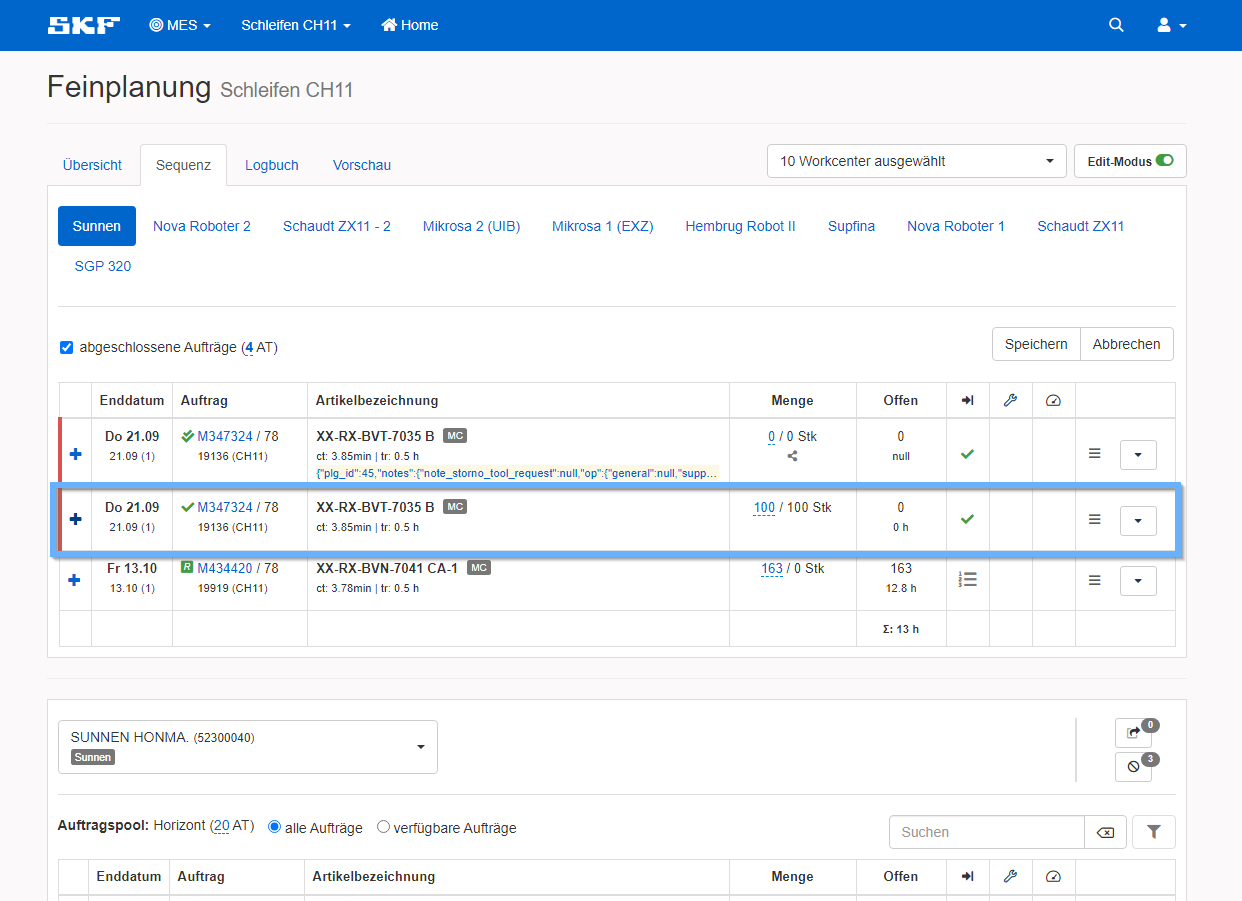 SKF MES Schleifen CH11 Home
Feinplanung Schleifen CH11
Übersicht Sequenz Logbuch Vorschau 10 Workcenter ausgewählt Edit-Modus
Sunnen Nova Roboter 2 Schaudt ZX11 - 2 Mikrosa 2 (UIB) Mikrosa 1 (EXZ) Hembrug Robot II Supfina Nova Roboter 1 Schaudt ZX11
SGP 320
abgeschlossene Aufträge (4 AT) Speichern Abbrechen
Enddatum Auftrag Artikelbezeichnung Menge Offen
Do 21.09 M347324 / 78 XX-RX-BVT-7035 B MC 0 / 0 Stk 0
21.09 (1) 19136 (CH11) ct: 3.85min | tr: 0.5 h null
{"plg_id":45,"notes":{"note_storno_tool_request":null,"op":{"general":null,"supp...
Do 21.09 M347324 / 78 XX-RX-BVT-7035 B MC 100 / 100 Stk 0
21.09 (1) 19136 (CH11) ct: 3.85min | tr: 0.5 h 0 h
Fr 13.10 R M434420 / 78 XX-RX-BVN-7041 CA-1 MC 163 / 0 Stk 163
13.10 (1) 19919 (CH11) ct: 3.78min | tr: 0.5 h 12.8 h
Σ: 13 h
SUNNEN HONMA. (52300040) 0
Sunnen 3
Auftragspool: Horizont (20 AT) alle Aufträge verfügbare Aufträge Suchen
Enddatum Auftrag Artikelbezeichnung Menge Offen